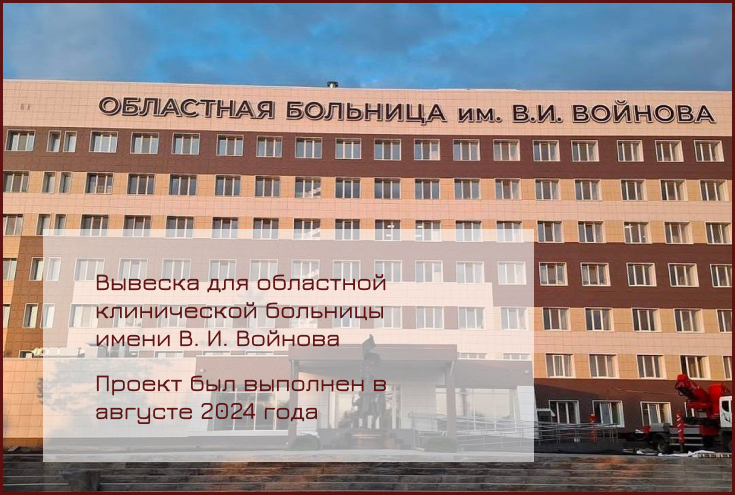 ОБЛАСТНАЯ БОЛЬНИЦА им. В.И. ВОЙНОВА
Вывеска для областной
клинической больницы
имени В. И. Войнова
Проект был выполнен в
августе 2024 года